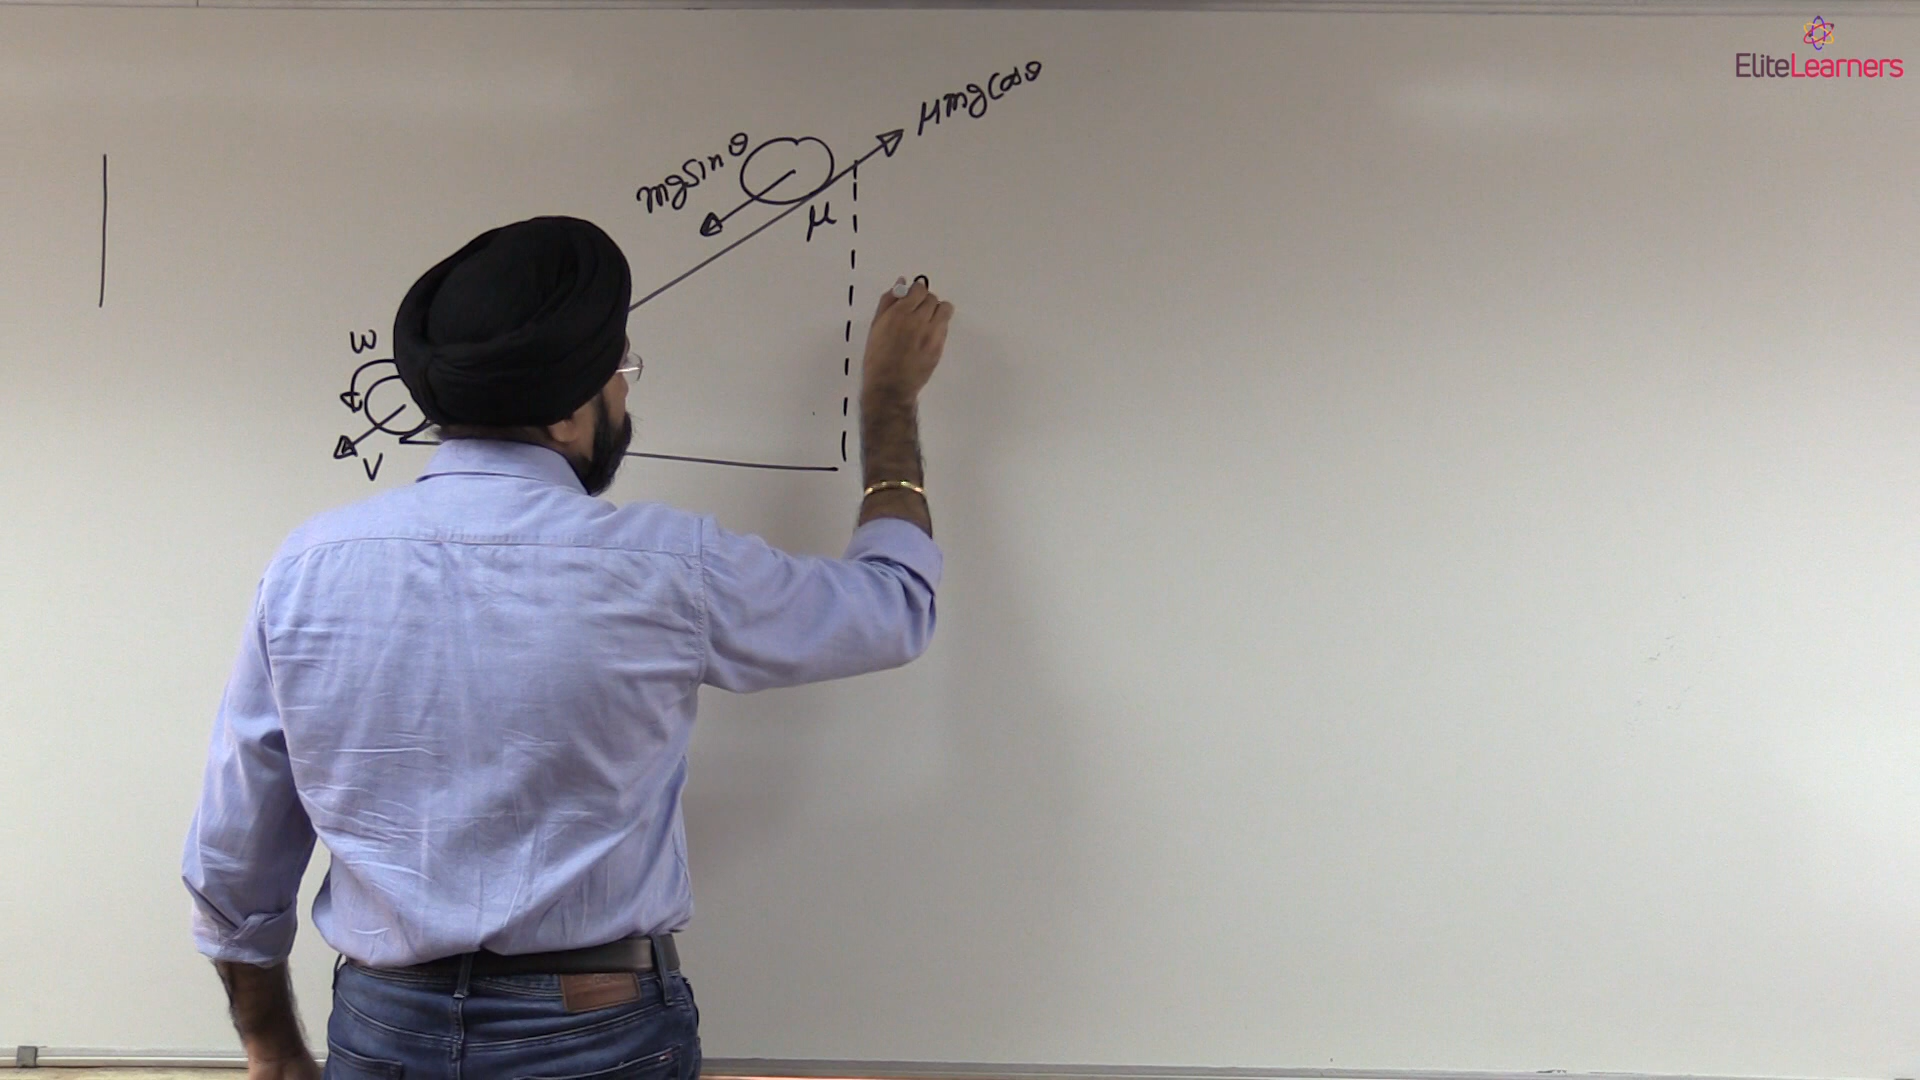 EliteLearners
μmgcosθ
mgsinθ
μ
w
v